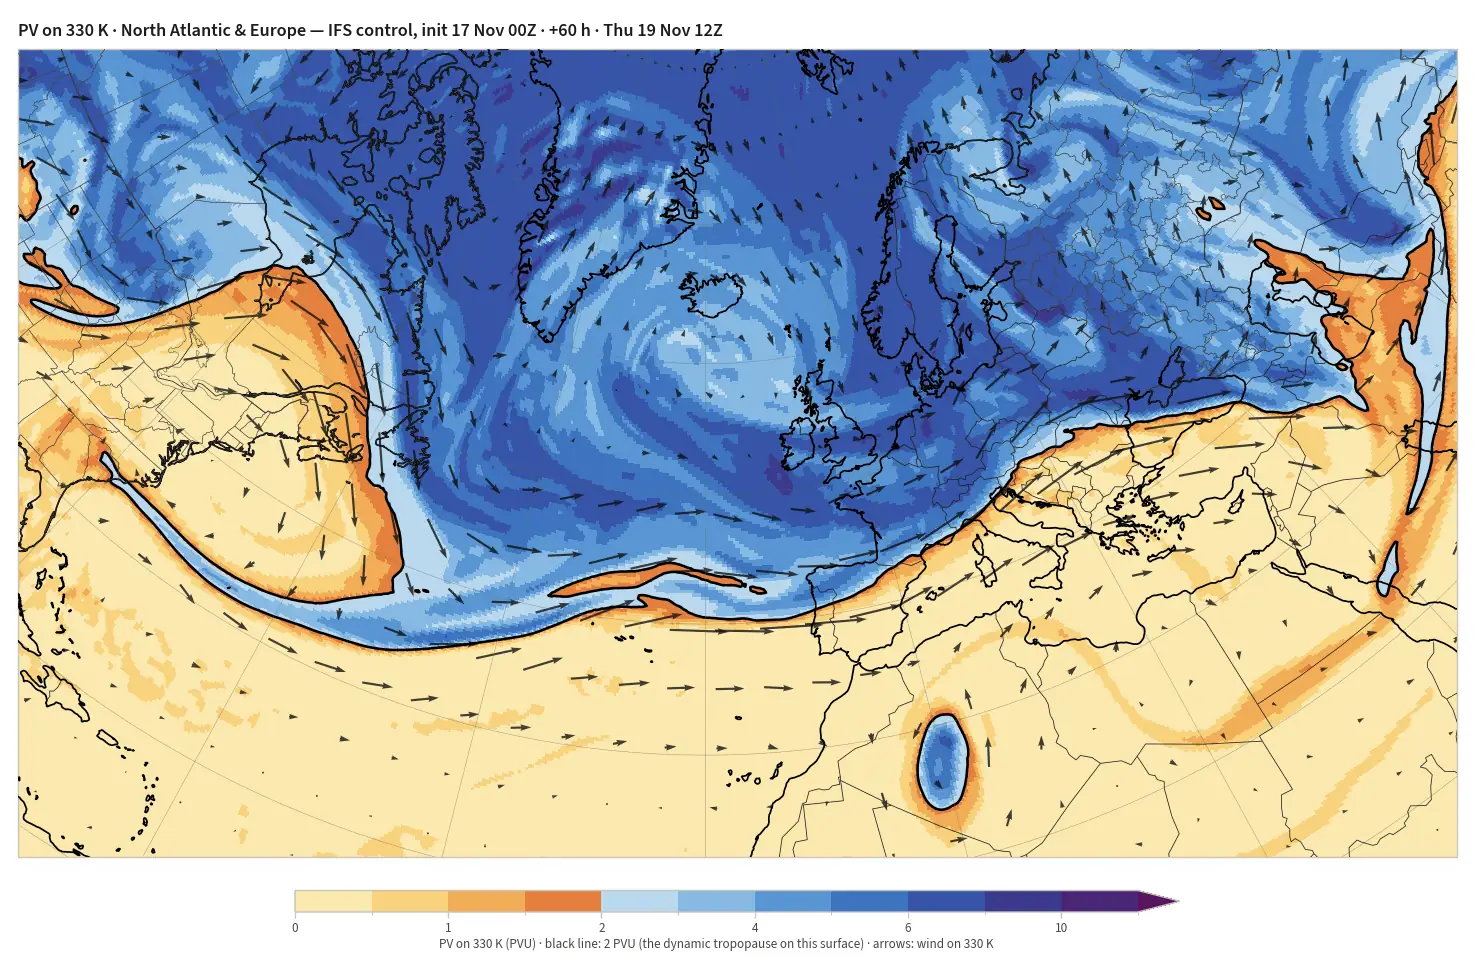 PV on 330 K · North Atlantic & Europe — IFS control, init 17 Nov 00Z · +60 h · Thu 19 Nov 12Z
0 1 2 4 6 10
PV on 330 K (PVU) · black line: 2 PVU (the dynamic tropopause on this surface) · arrows: wind on 330 K